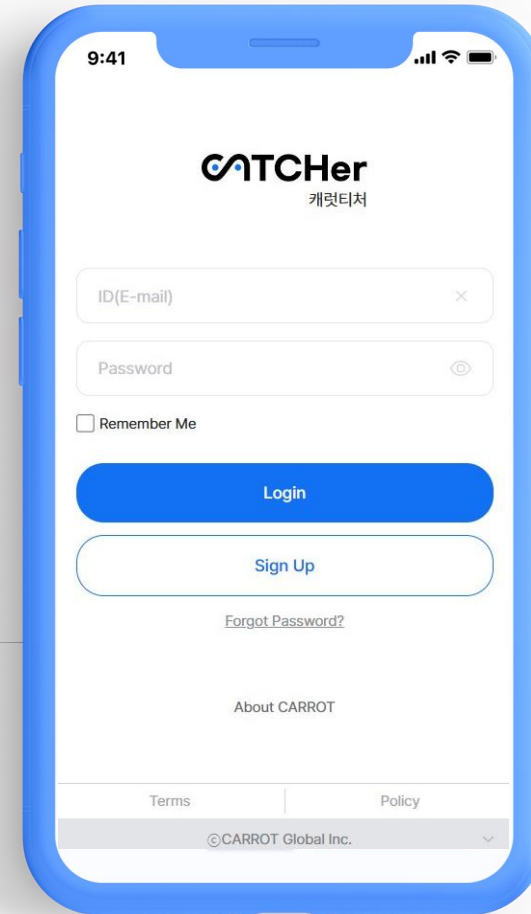 9:41
CATCHer
캐럿티처
ID(E-mail)
Password
Remember Me
Login
Sign Up
Forgot Password?
About CARROT
Terms
Policy
©CARROT Global Inc.